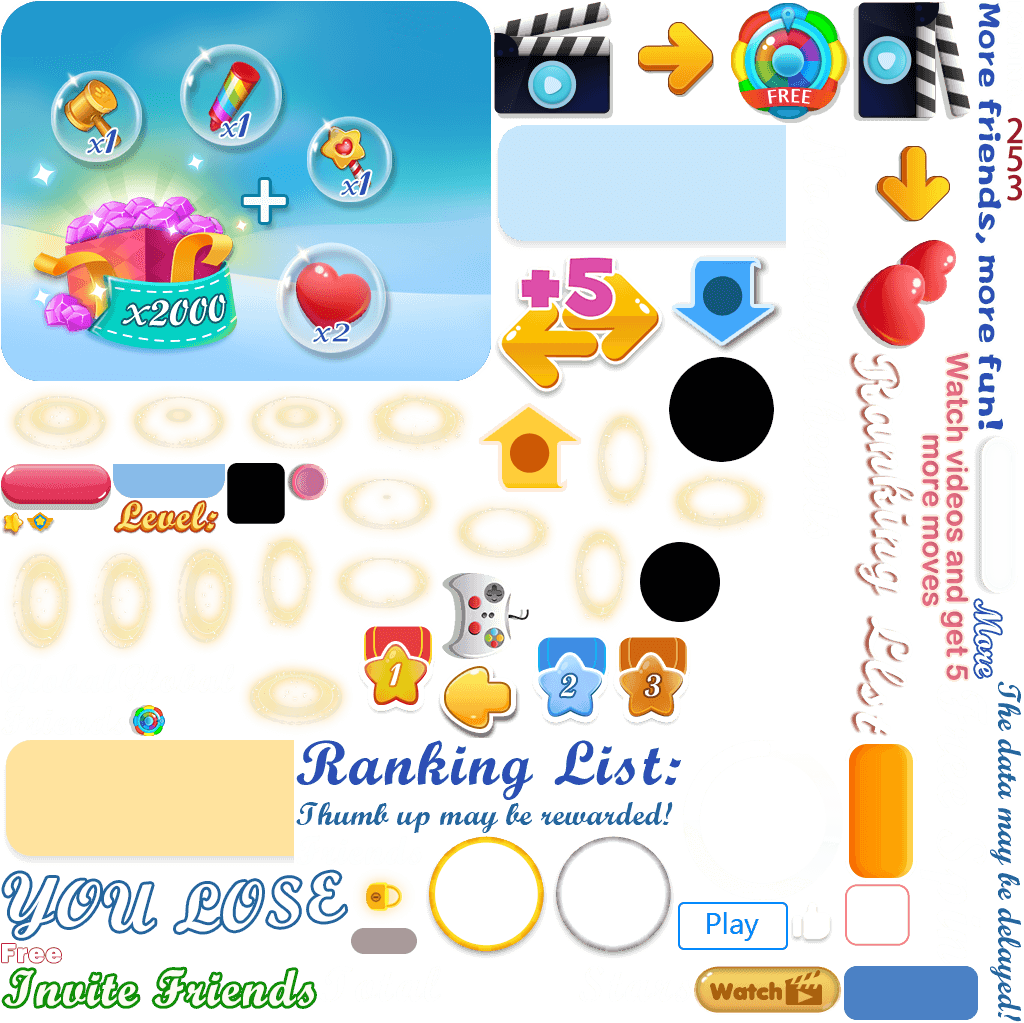 x1
x1
x1
x2000
x2
FREE
More friends, more fun!
253
+5
Level:
Ranking List
Watch videos and get 5
more moves
More
1
2
3
The data may be delayed!
Ranking List:
Thumb up may be rewarded!
YOU LOSE
Free
Invite Friends
Play
Watch